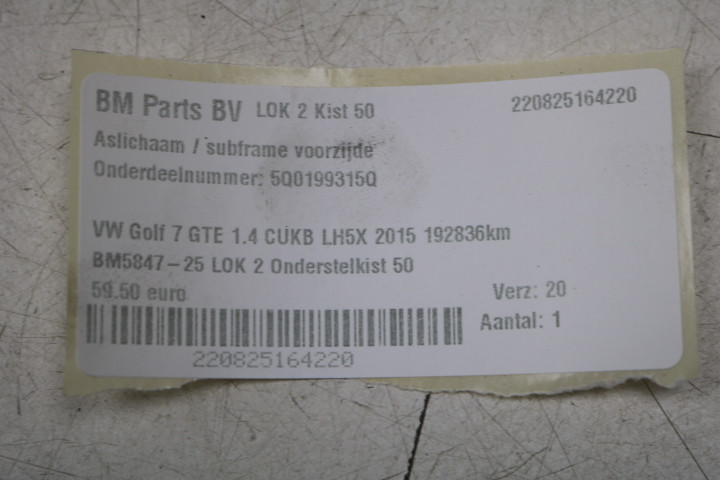 BM Parts BV LOK 2 Kist 50 220825164220
Aslichaam / subframe voorzijde
Onderdeelnummer: 5Q0199315Q
VW Golf 7 GTE 1.4 CUKB LH5X 2015 192836km
BM5847-25 LOK 2 Onderstelkist 50
59.50 euro Verz: 20
Aantal: 1
220825164220